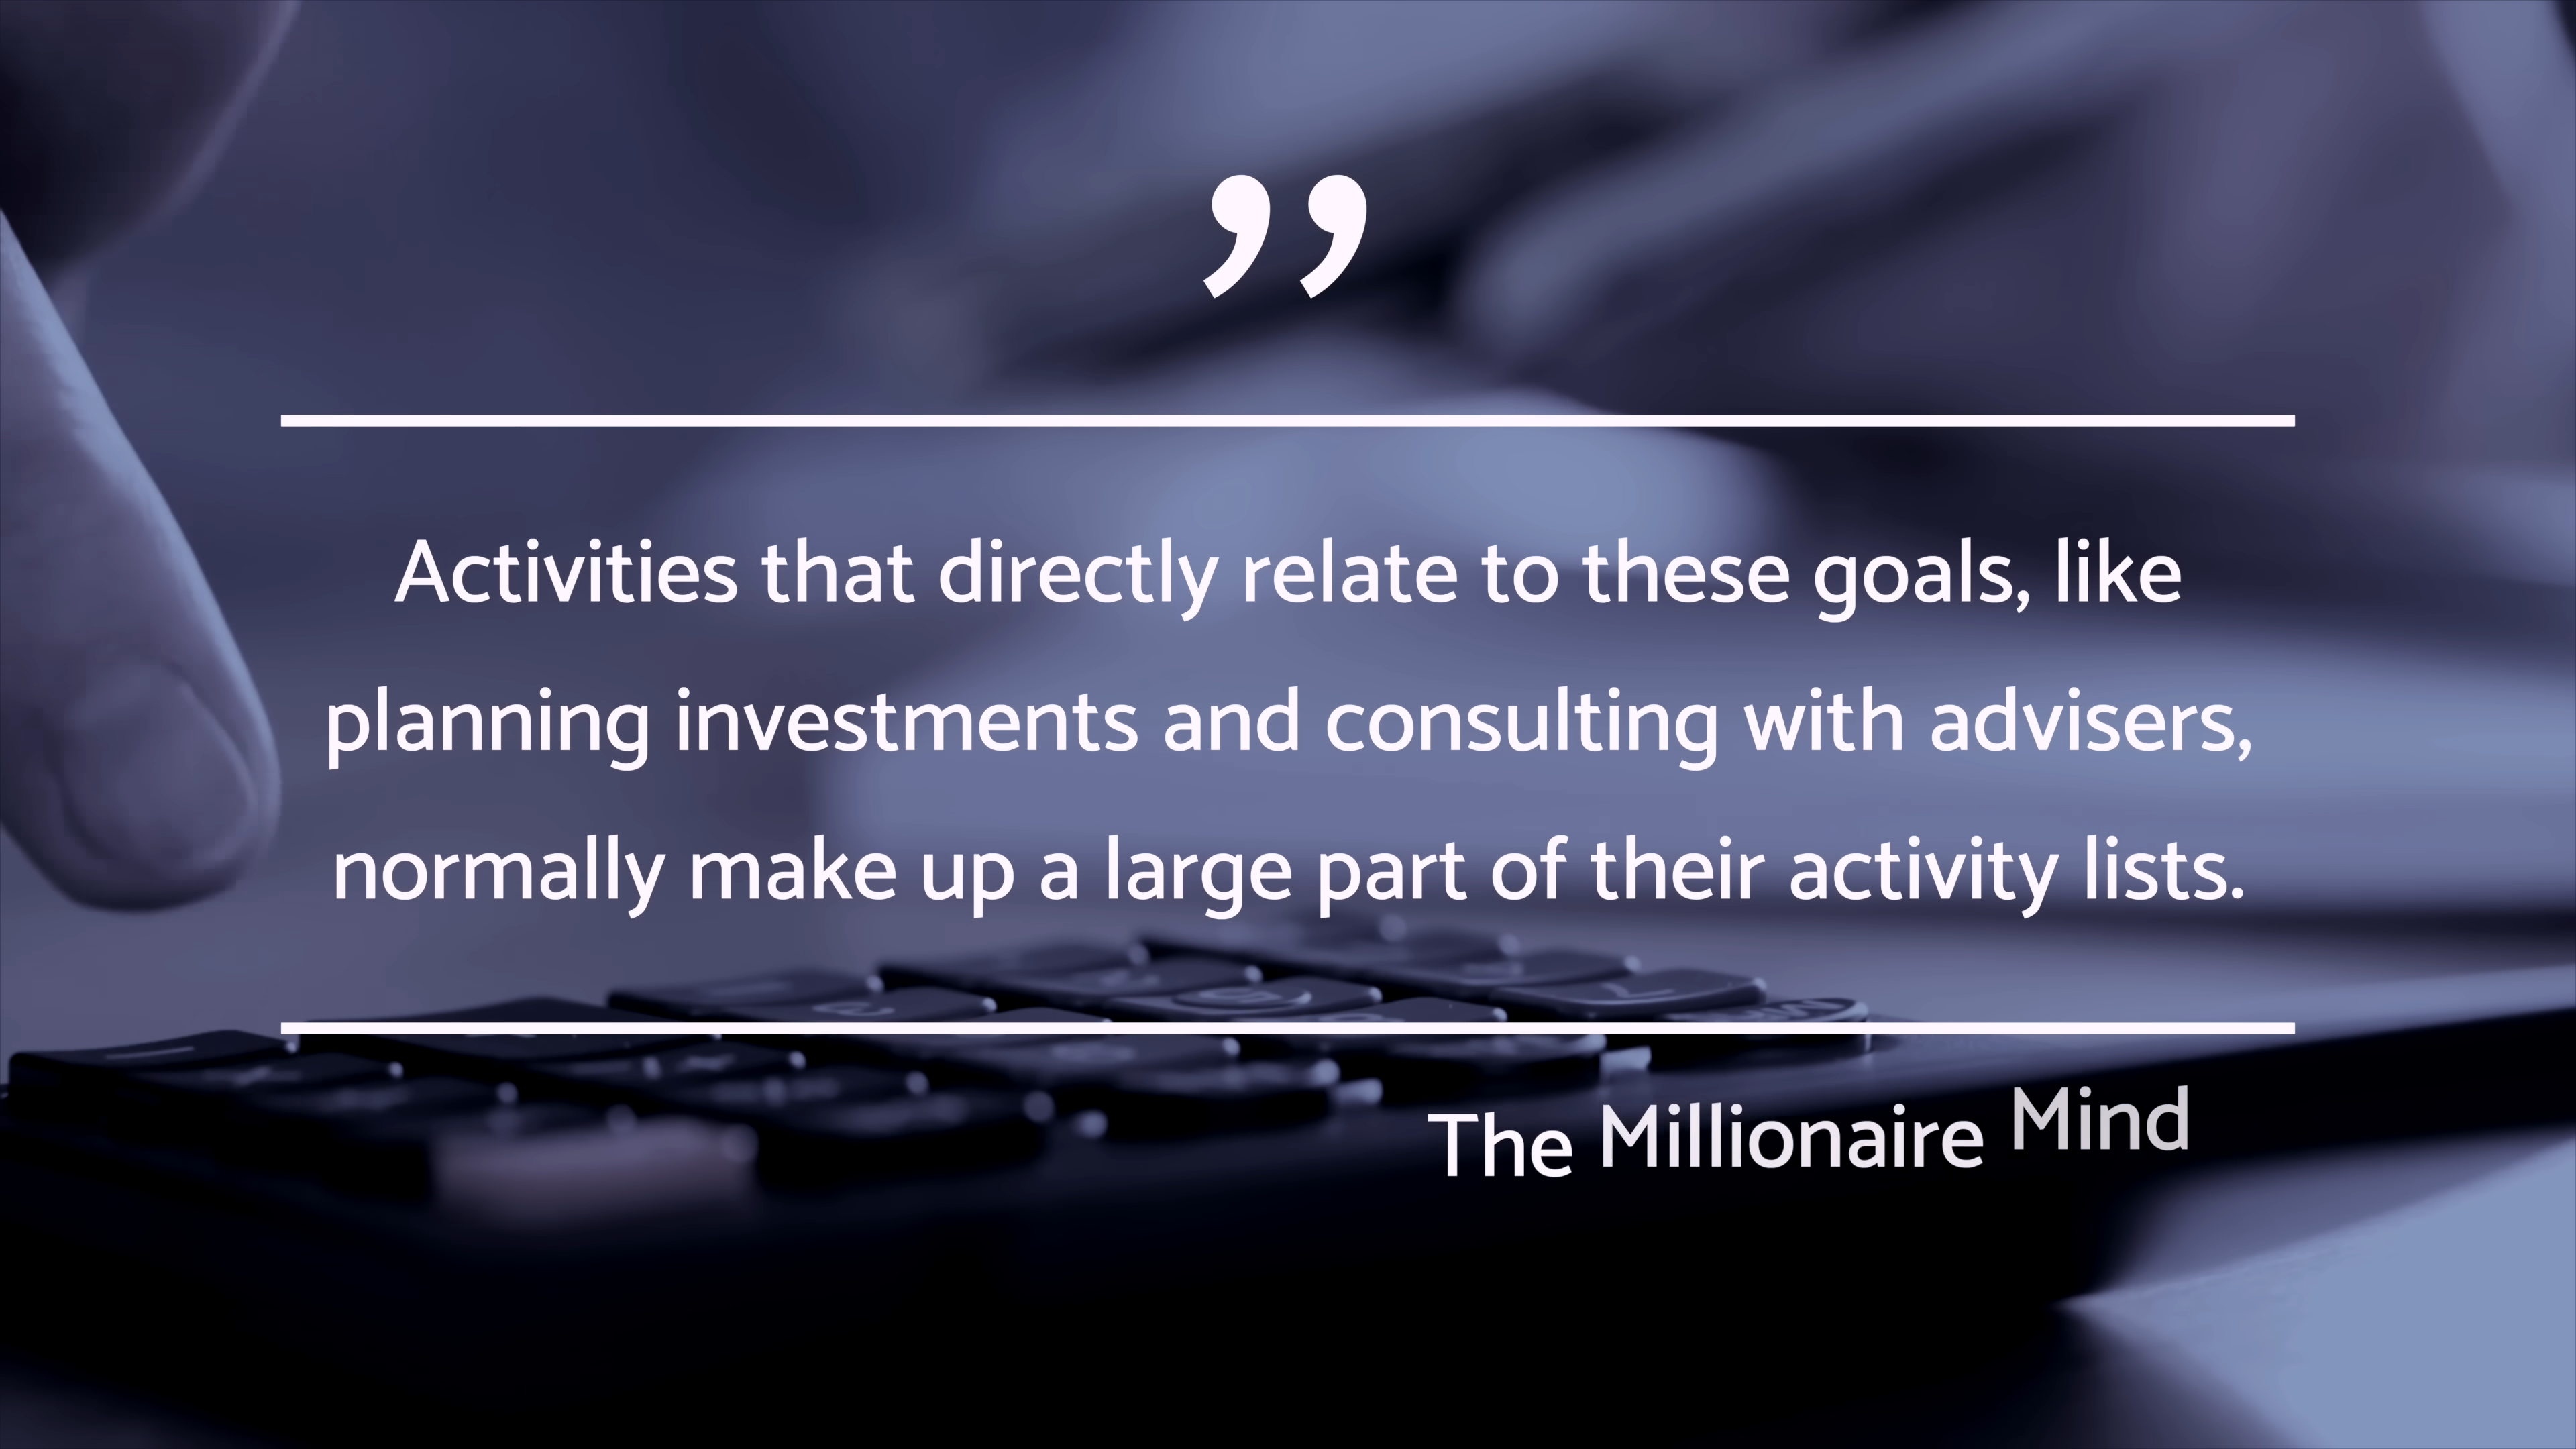 ”
Activities that directly relate to these goals, like
planning investments and consulting with advisers,
normally make up a large part of their activity lists.
The Millionaire Mind